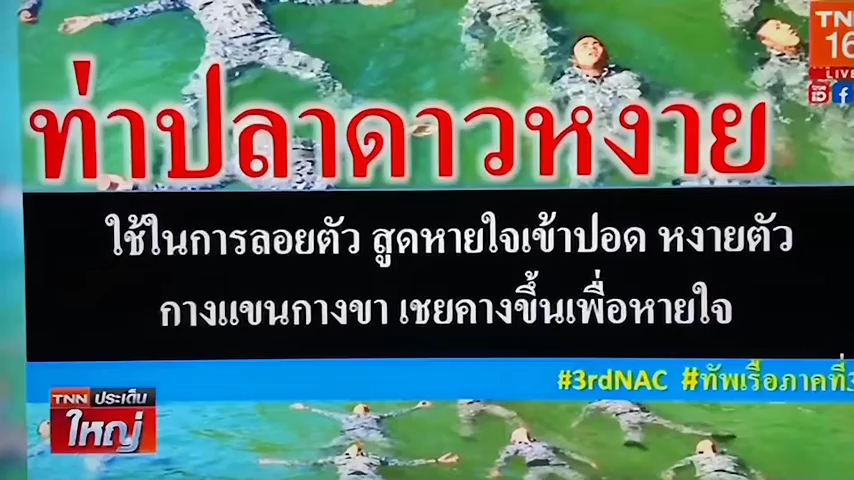 TNN
16
LIVE
ID
ท่าปลาดาวหงาย
ใช้ในการลอยตัว สูดหายใจเข้าปอด หงายตัว
กางแขนกางขา เชยคางขึ้นเพื่อหายใจ
#3rdNAC #ทัพเรือภาคที่3
TNN ประเด็น
ใหญ่